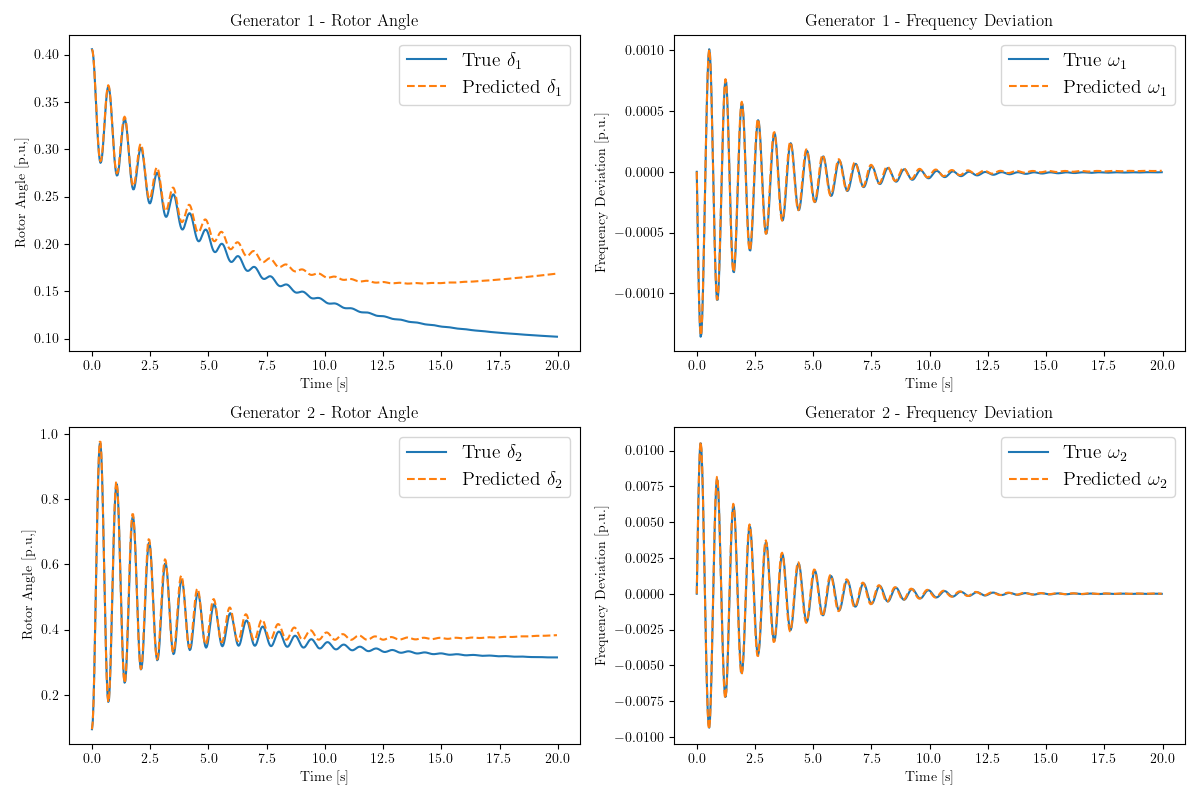 Generator 1 - Rotor Angle
Rotor Angle [p.u,]
0.40
0.35
0.30
0.25
0.20
0.15
0.10
True δ₁
Predicted δ₁
0.0 2.5 5.0 7.5 10.0 12.5 15.0 17.5 20.0
Time [s]
Generator 1 - Frequency Deviation
Frequency Deviation [p.u.]
0.0010
0.0005
0.0000
−0.0005
−0.0010
True ω₁
Predicted ω₁
0.0 2.5 5.0 7.5 10.0 12.5 15.0 17.5 20.0
Time [s]
Generator 2 - Rotor Angle
Rotor Angle [p.u,]
1.0
0.8
0.6
0.4
0.2
True δ₂
Predicted δ₂
0.0 2.5 5.0 7.5 10.0 12.5 15.0 17.5 20.0
Time [s]
Generator 2 - Frequency Deviation
Frequency Deviation [p.u.]
0.0100
0.0075
0.0050
0.0025
0.0000
−0.0025
−0.0050
−0.0075
−0.0100
True ω₂
Predicted ω₂
0.0 2.5 5.0 7.5 10.0 12.5 15.0 17.5 20.0
Time [s]